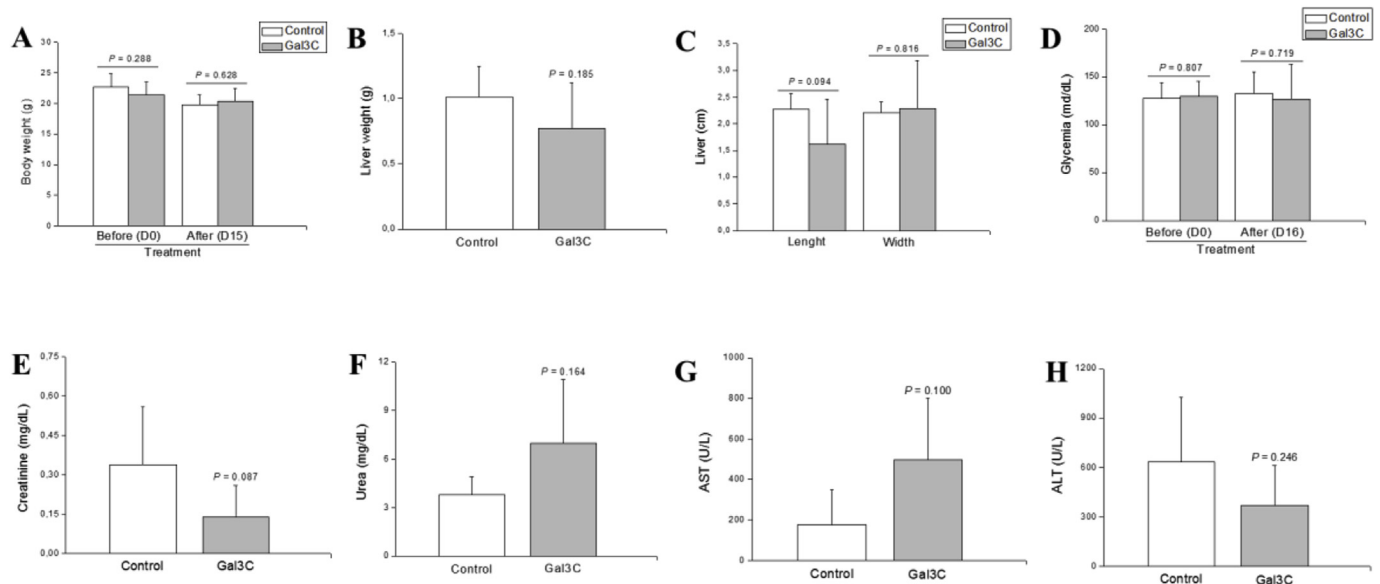 A
Control
Gal3C
P = 0.288
P = 0.628
Body weight (g)
30
25
20
15
10
5
0
Before (D0)
After (D15)
Treatment
B
P = 0.185
Liver weight (g)
1,5
1,0
0,5
0,0
Control
Gal3C
C
Control
Gal3C
P = 0.094
P = 0.816
Liver (cm)
3,5
3,0
2,5
2,0
1,5
1,0
0,5
0,0
Lenght
Width
D
Control
Gal3C
P = 0.807
P = 0.719
Glycemia (md/dL)
200
150
100
50
0
Before (D0)
After (D16)
Treatment
E
P = 0.087
Creatinine (mg/dL)
0,75
0,60
0,45
0,30
0,15
0,00
Control
Gal3C
F
P = 0.164
Urea (mg/dL)
12
9
6
3
0
Control
Gal3C
G
P = 0.100
AST (U/L)
1000
800
600
400
200
0
Control
Gal3C
H
P = 0.246
ALT (U/L)
1200
900
600
300
0
Control
Gal3C